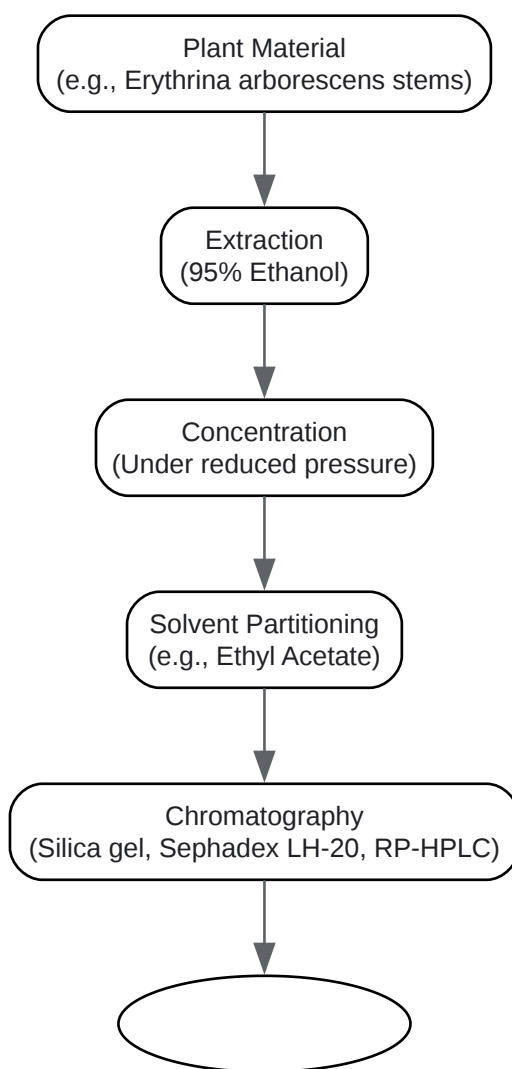 Plant Material
(e.g., Erythrina arborescens stems)
Extraction
(95% Ethanol)
Concentration
(Under reduced pressure)
Solvent Partitioning
(e.g., Ethyl Acetate)
Chromatography
(Silica gel, Sephadex LH-20, RP-HPLC)